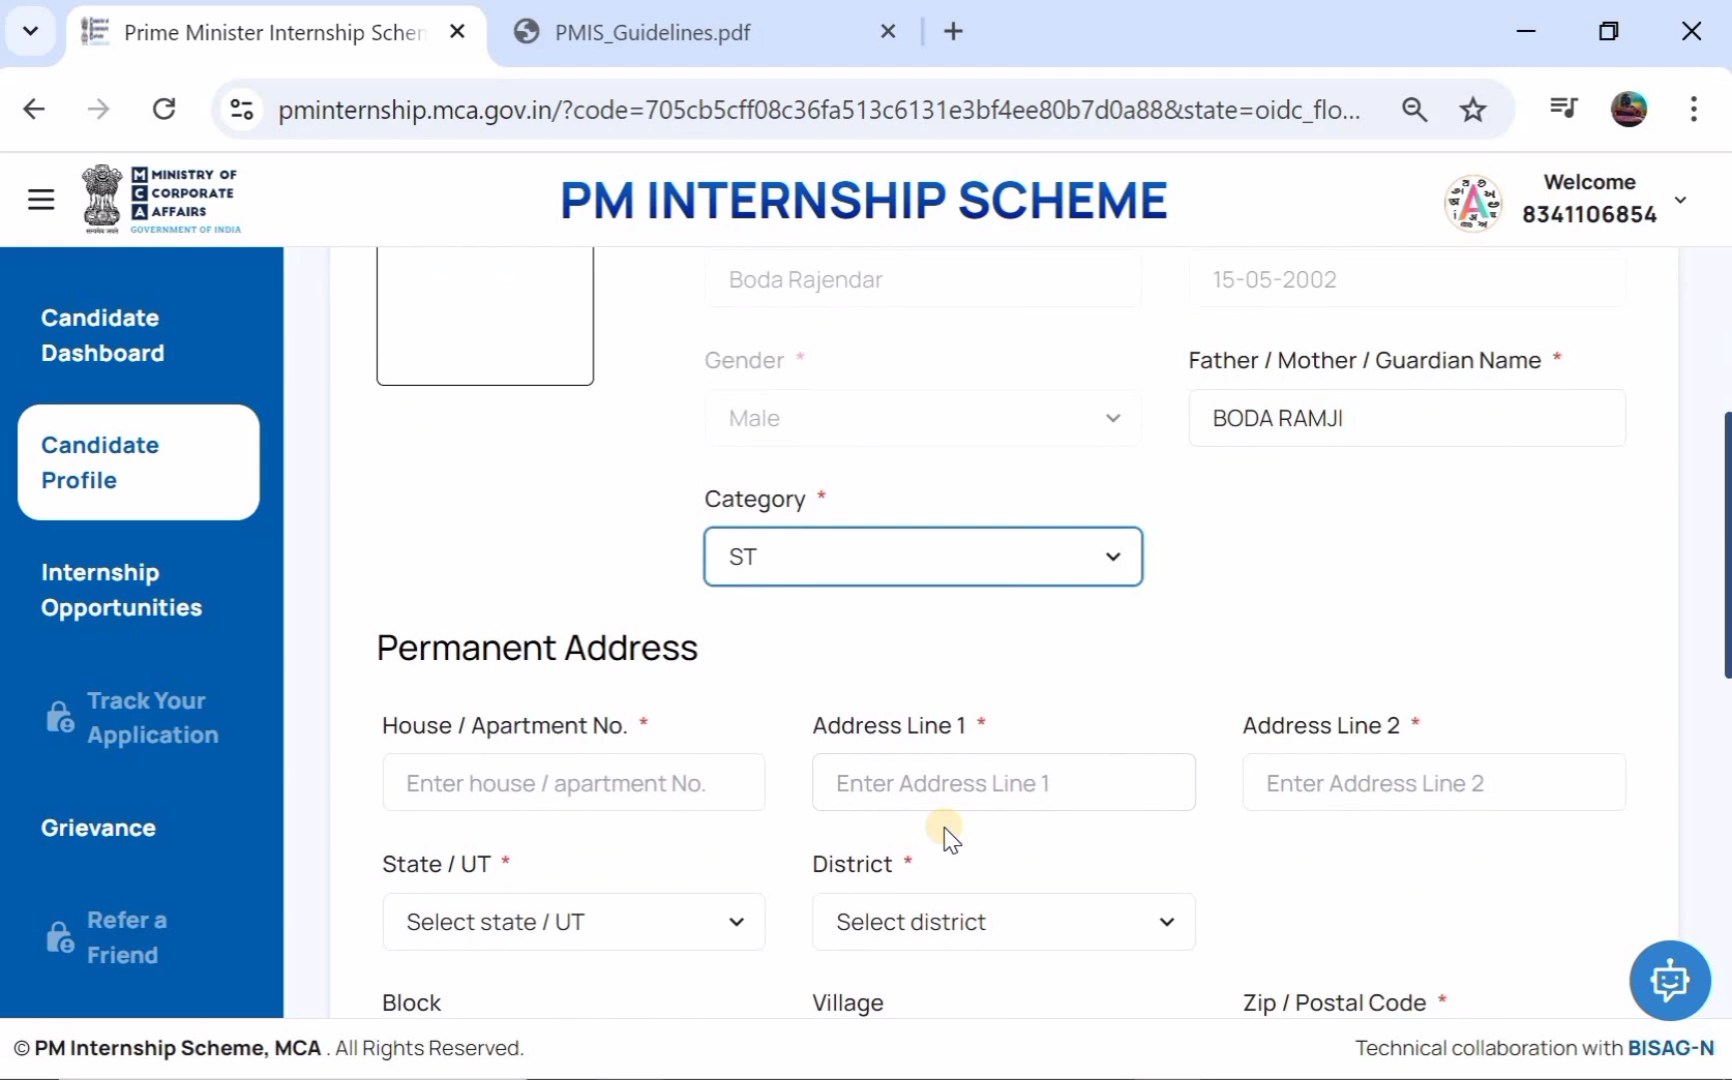 Prime Minister Internship Schem
PMIS_Guidelines.pdf
pminternship.mca.gov.in/?code=705cb5cff08c36fa513c6131e3bf4ee80b7d0a88&state=oidc_flo...
MINISTRY OF
CORPORATE
AFFAIRS
GOVERNMENT OF INDIA
सत्यमेव जयते
MCA
PM INTERNSHIP SCHEME
Welcome
8341106854
Candidate
Dashboard
Candidate
Profile
Internship
Opportunities
Track Your
Application
Grievance
Refer a
Friend
Boda Rajendar
15-05-2002
Gender *
Father / Mother / Guardian Name *
Male
BODA RAMJI
Category *
ST
Permanent Address
House / Apartment No. *
Address Line 1 *
Address Line 2 *
Enter house / apartment No.
Enter Address Line 1
Enter Address Line 2
State / UT *
District *
Select state / UT
Select district
Block
Village
Zip / Postal Code *
© PM Internship Scheme, MCA . All Rights Reserved.
Technical collaboration with BISAG-N